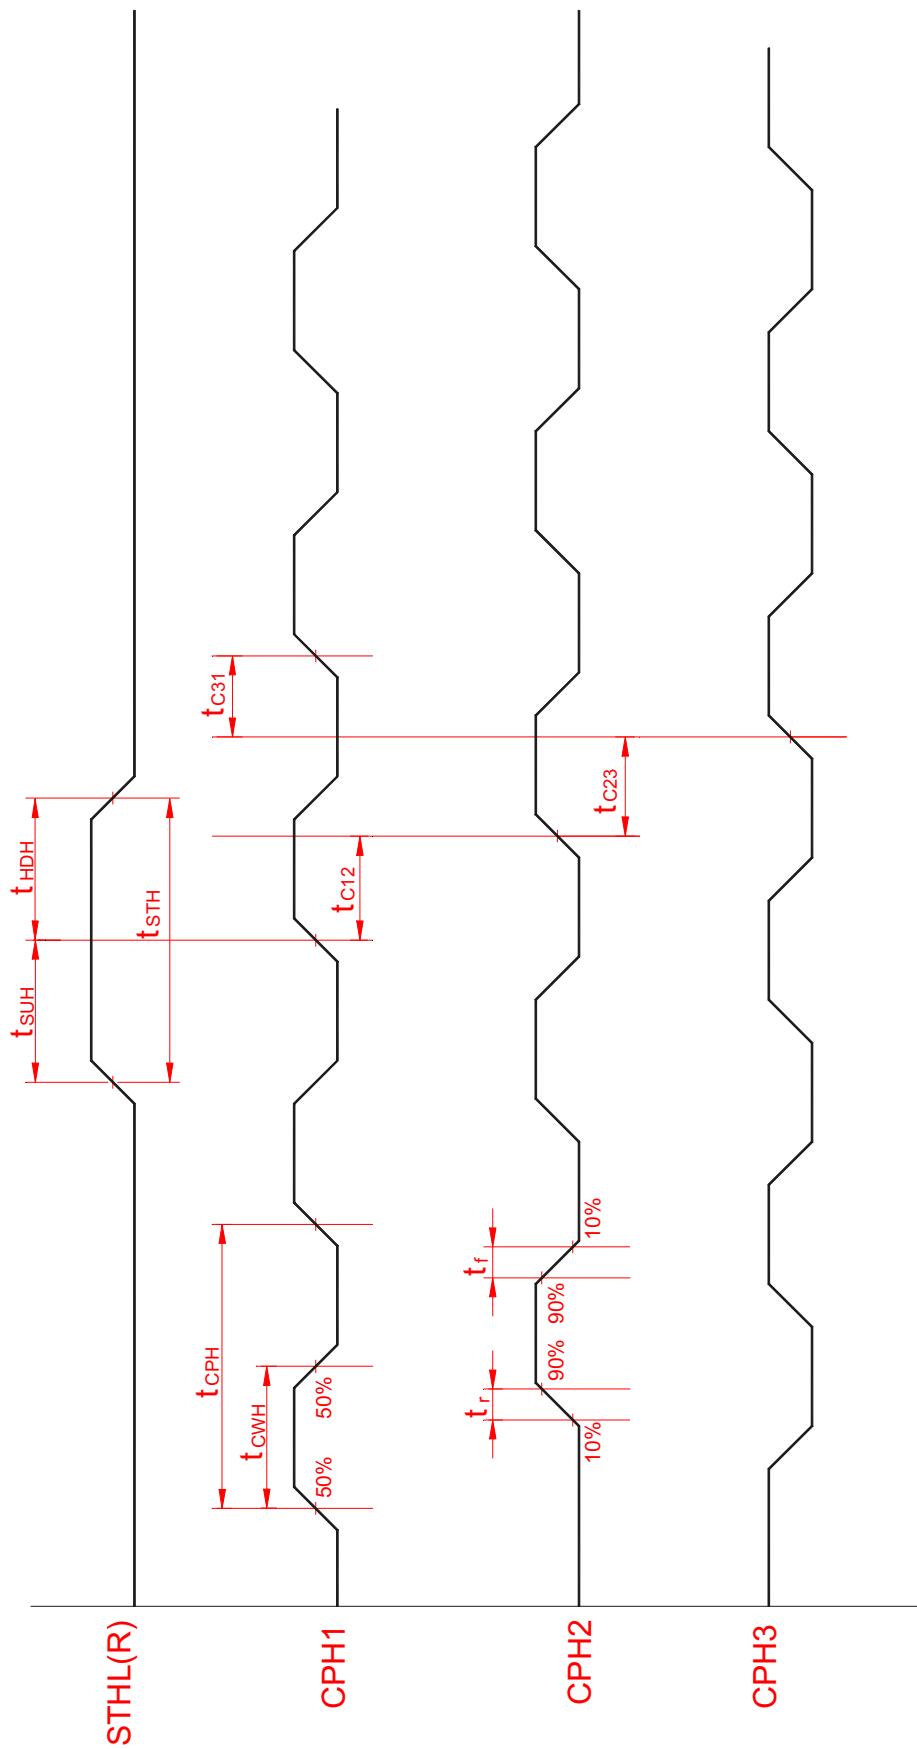 STHL(R)
tSUH
tHDH
tSTH
CPH1
tCPH
tCWH
50%
50%
tC12
tC31
CPH2
tr
tf
10%
90%
90%
10%
tC23
CPH3